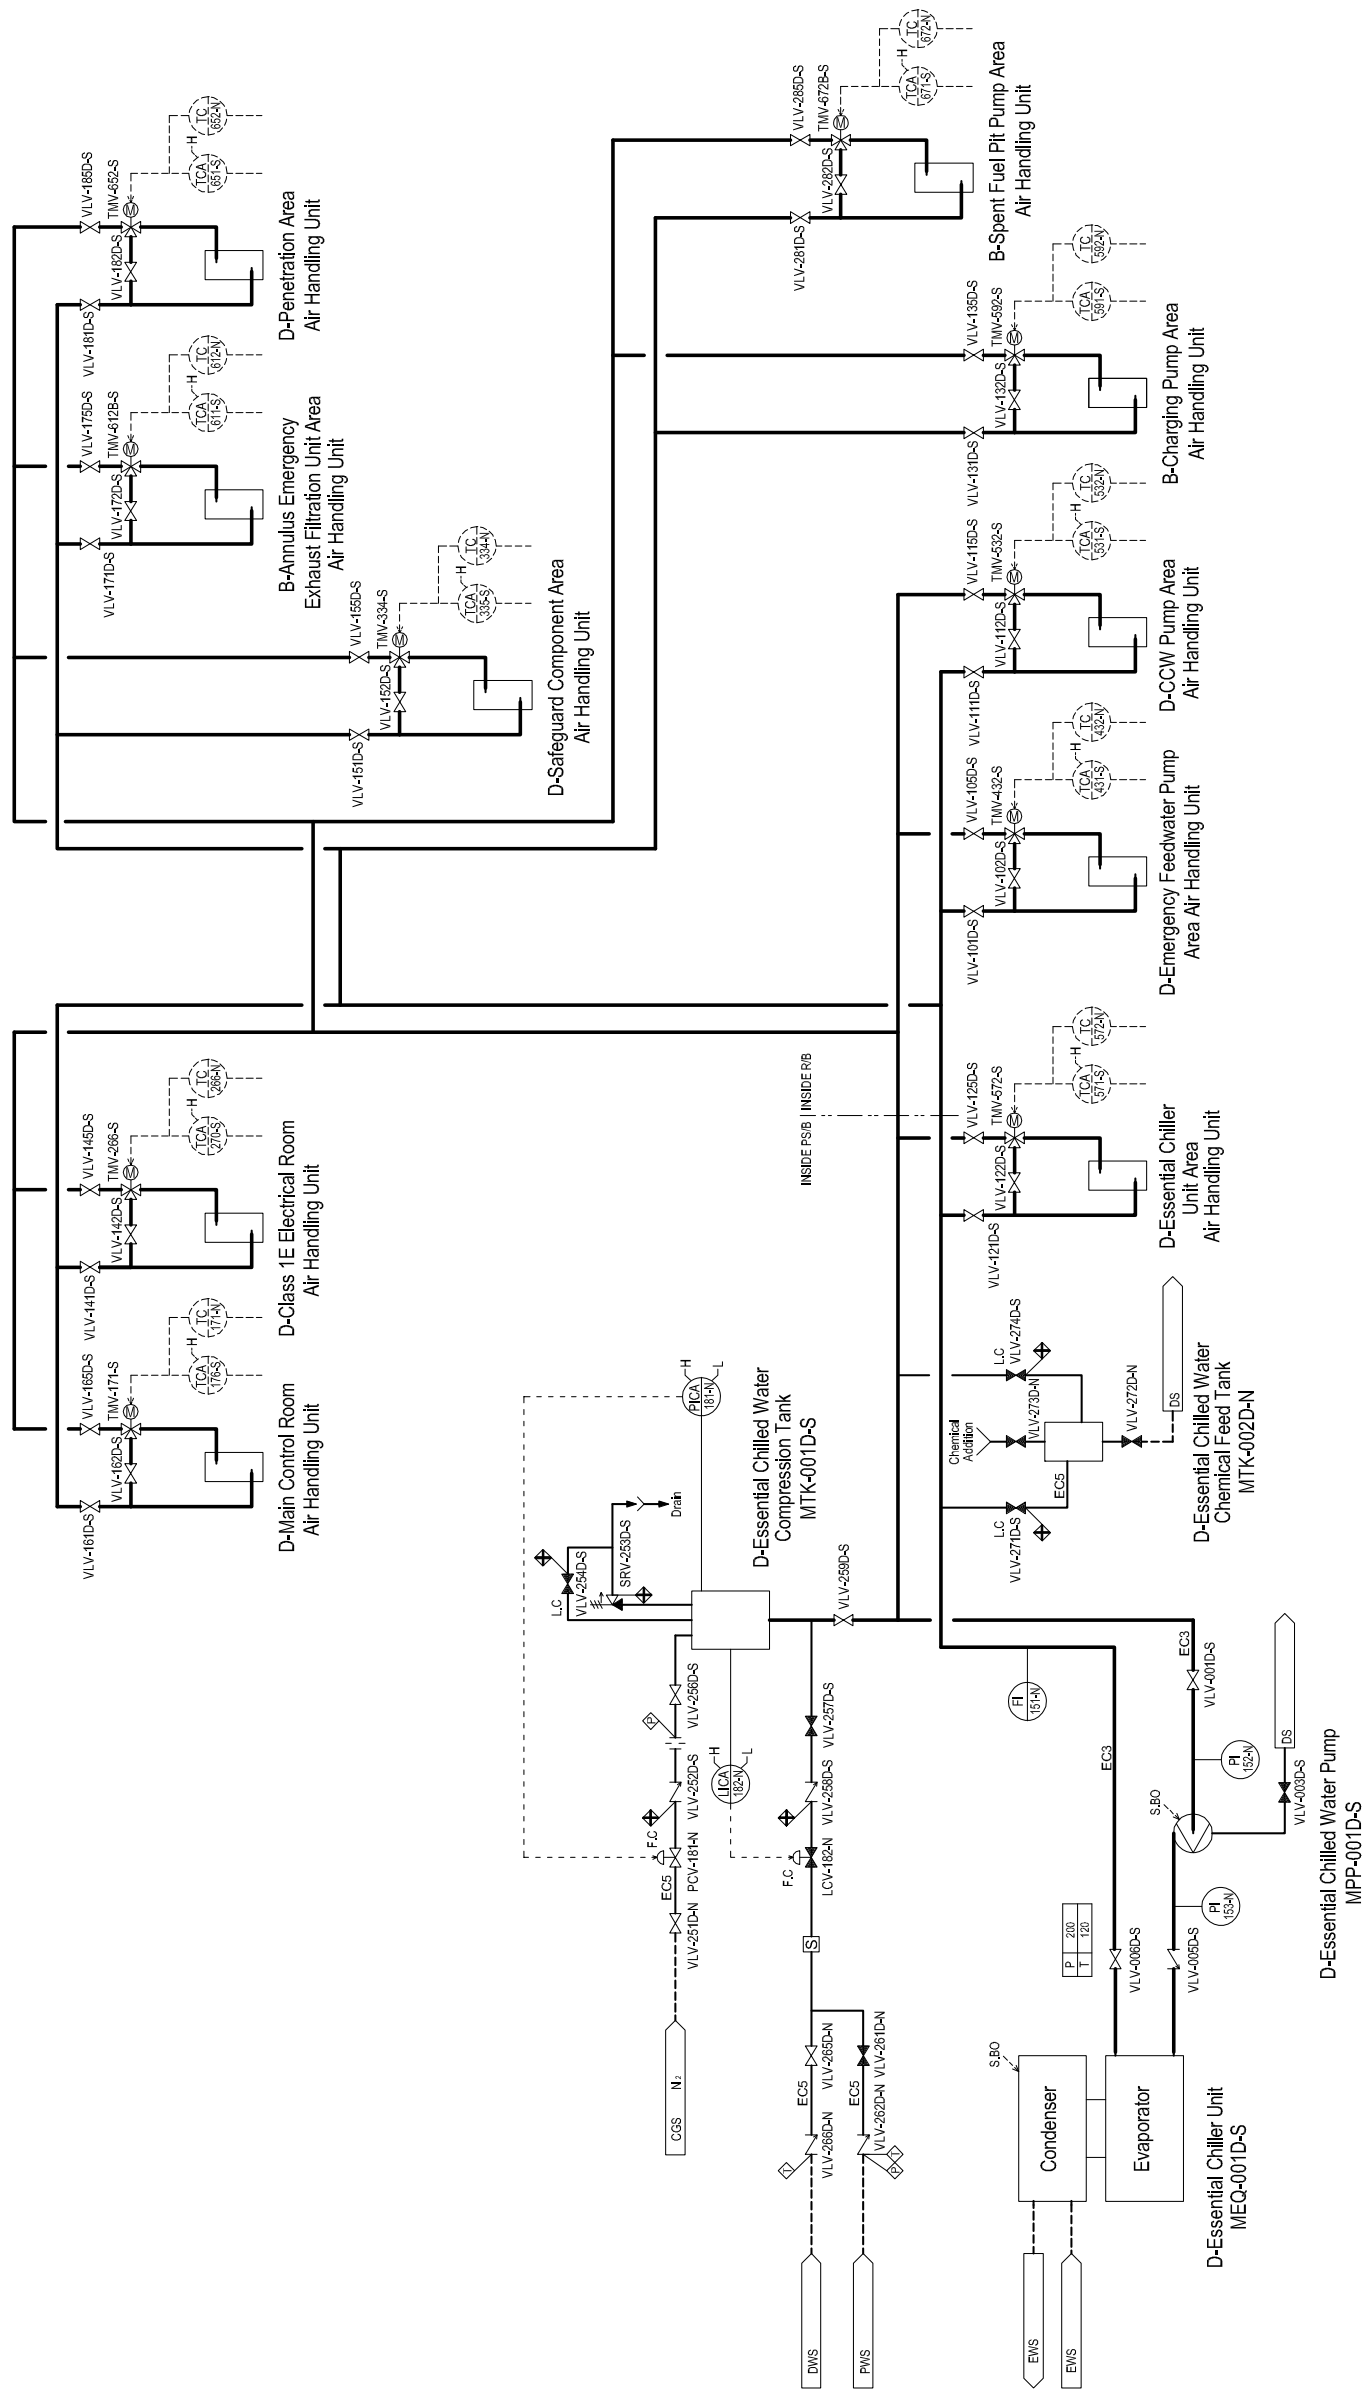 VLV-185D-S
TMV-652-S
VLV-182D-S
VLV-181D-S
M
TCA
651-S
H
TC
652-N
D-Penetration Area
Air Handling Unit
VLV-175D-S
TMV-612B-S
VLV-172D-S
VLV-171D-S
M
TCA
611-S
H
TC
612-N
B-Annulus Emergency
Exhaust Filtration Unit Area
Air Handling Unit
VLV-155D-S
TMV-334-S
VLV-152D-S
VLV-151D-S
M
TCA
335-S
H
TC
334-N
D-Safeguard Component Area
Air Handling Unit
VLV-285D-S
TMV-672B-S
VLV-282D-S
VLV-281D-S
M
TCA
671-S
H
TC
672-N
B-Spent Fuel Pit Pump Area
Air Handling Unit
VLV-135D-S
TMV-592-S
VLV-132D-S
VLV-131D-S
M
TCA
591-S
H
TC
592-N
B-Charging Pump Area
Air Handling Unit
VLV-115D-S
TMV-532-S
VLV-112D-S
VLV-111D-S
M
TCA
531-S
H
TC
532-N
D-CCW Pump Area
Air Handling Unit
VLV-105D-S
TMV-432-S
VLV-102D-S
VLV-101D-S
M
TCA
431-S
H
TC
432-N
D-Emergency Feedwater Pump
Area Air Handling Unit
VLV-145D-S
TMV-266-S
VLV-142D-S
VLV-141D-S
M
TCA
270-S
H
TC
266-N
D-Class 1E Electrical Room
Air Handling Unit
VLV-165D-S
TMV-171-S
VLV-162D-S
VLV-161D-S
M
TCA
176-S
H
TC
171-N
D-Main Control Room
Air Handling Unit
INSIDE PS/B
INSIDE R/B
VLV-125D-S
TMV-572-S
VLV-122D-S
VLV-121D-S
M
TCA
571-S
H
TC
572-N
D-Essential Chiller
Unit Area
Air Handling Unit
PICA
181-N
H
L
L.C
VLV-254D-S
SRV-253D-S
Drain
D-Essential Chilled Water
Compression Tank
MTK-001D-S
VLV-256D-S
P
VLV-252D-S
F.C
PCV-181-N
EC5
VLV-251D-N
CGS
N2
LICA
182-N
H
L
VLV-259D-S
VLV-257D-S
VLV-258D-S
F.C
LCV-182-N
S
VLV-265D-N
EC5
VLV-266D-N
T
DWS
VLV-261D-N
EC5
VLV-262D-N
P
T
PWS
L.C
VLV-274D-S
VLV-273D-N
Chemical
Addition
VLV-272D-N
DS
EC5
L.C
VLV-271D-S
D-Essential Chilled Water
Chemical Feed Tank
MTK-002D-N
FI
151-N
EC3
EC3
VLV-001D-S
PI
152-N
S.BO
VLV-003D-S
DS
PI
153-N
D-Essential Chilled Water Pump
MPP-001D-S
P 200
T 120
VLV-006D-S
VLV-005D-S
S.BO
Condenser
Evaporator
EWS
EWS
D-Essential Chiller Unit
MEQ-001D-S